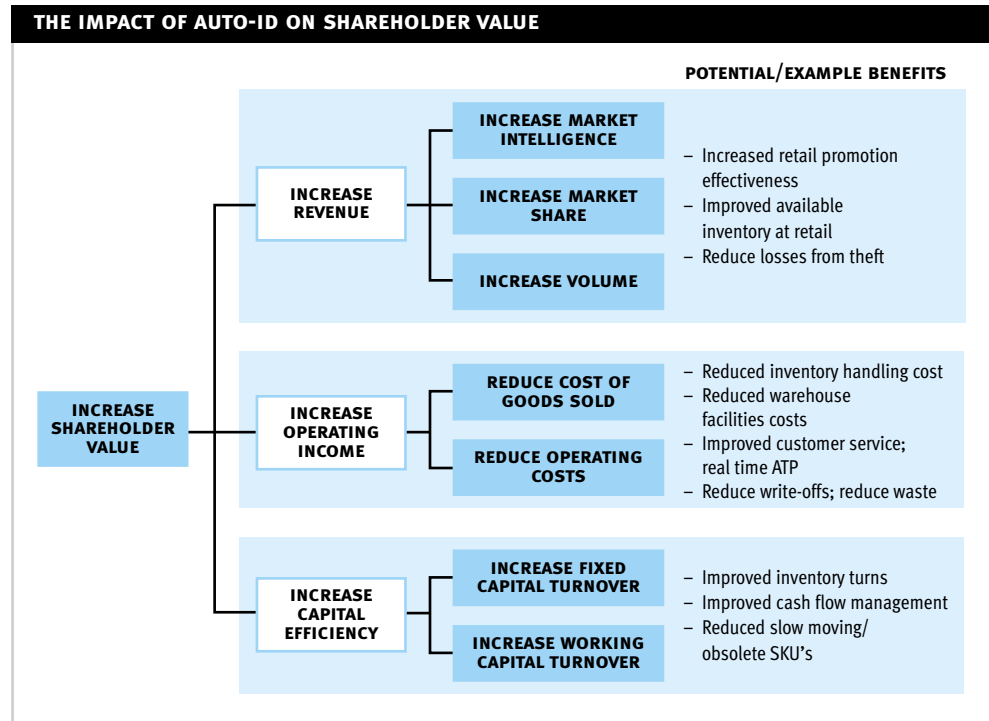 THE IMPACT OF AUTO-ID ON SHAREHOLDER VALUE
POTENTIAL/EXAMPLE BENEFITS
INCREASE
SHAREHOLDER
VALUE
INCREASE
REVENUE
INCREASE MARKET
INTELLIGENCE
INCREASE MARKET
SHARE
INCREASE VOLUME
– Increased retail promotion
effectiveness
– Improved available
inventory at retail
– Reduce losses from theft
INCREASE
OPERATING
INCOME
REDUCE COST OF
GOODS SOLD
REDUCE OPERATING
COSTS
– Reduced inventory handling cost
– Reduced warehouse
facilities costs
– Improved customer service;
real time ATP
– Reduce write-offs; reduce waste
INCREASE
CAPITAL
EFFICIENCY
INCREASE FIXED
CAPITAL TURNOVER
INCREASE WORKING
CAPITAL TURNOVER
– Improved inventory turns
– Improved cash flow management
– Reduced slow moving/
obsolete SKU's